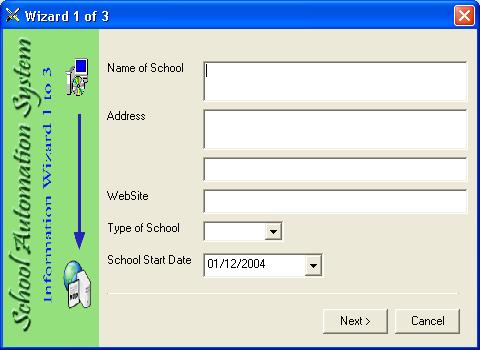 Wizard 1 of 3
School Automation System
Information Wizard 1 to 3
Name of School
Address
WebSite
Type of School
School Start Date
01/12/2004
Next >
Cancel